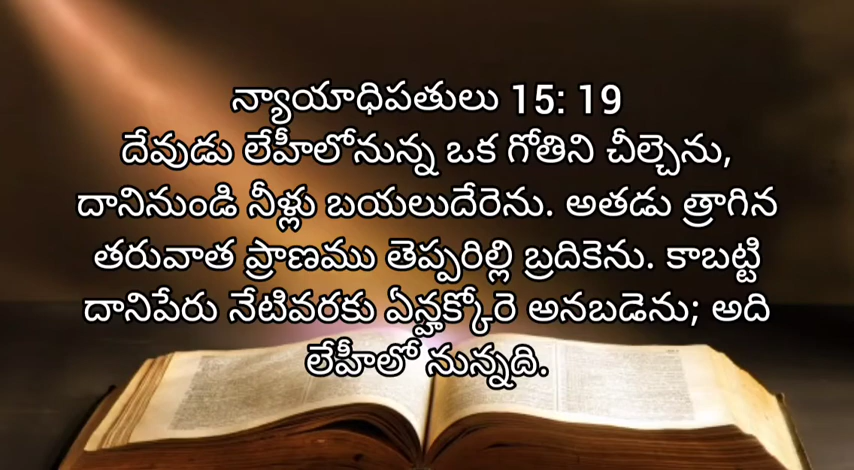 న్యాయాధిపతులు 15: 19
దేవుడు లేహీలోనున్న ఒక గోతిని చీల్చెను,
దానినుండి నీళ్లు బయలుదేరెను. అతడు త్రాగిన
తరువాత ప్రాణము తెప్పరిల్లి బ్రదికెను. కాబట్టి
దానిపేరు నేటివరకు ఏన్హక్కోరె అనబడెను; అది
లేహీలో నున్నది.